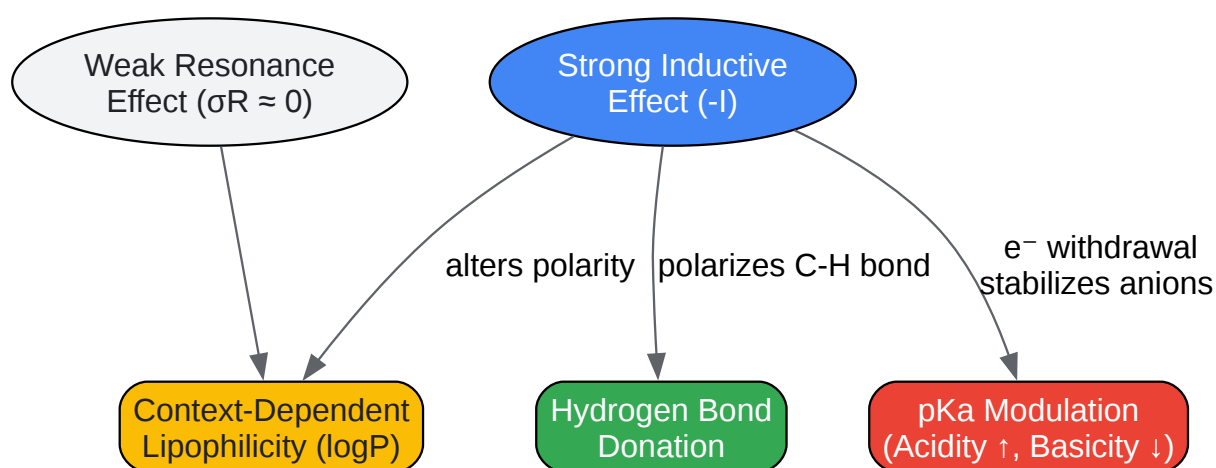 Weak Resonance
Effect (σR ≈ 0)
Strong Inductive
Effect (-I)
alters polarity
polarizes C-H bond
e⁻ withdrawal
stabilizes anions
Context-Dependent
Lipophilicity (logP)
Hydrogen Bond
Donation
pKa Modulation
(Acidity ↑, Basicity ↓)